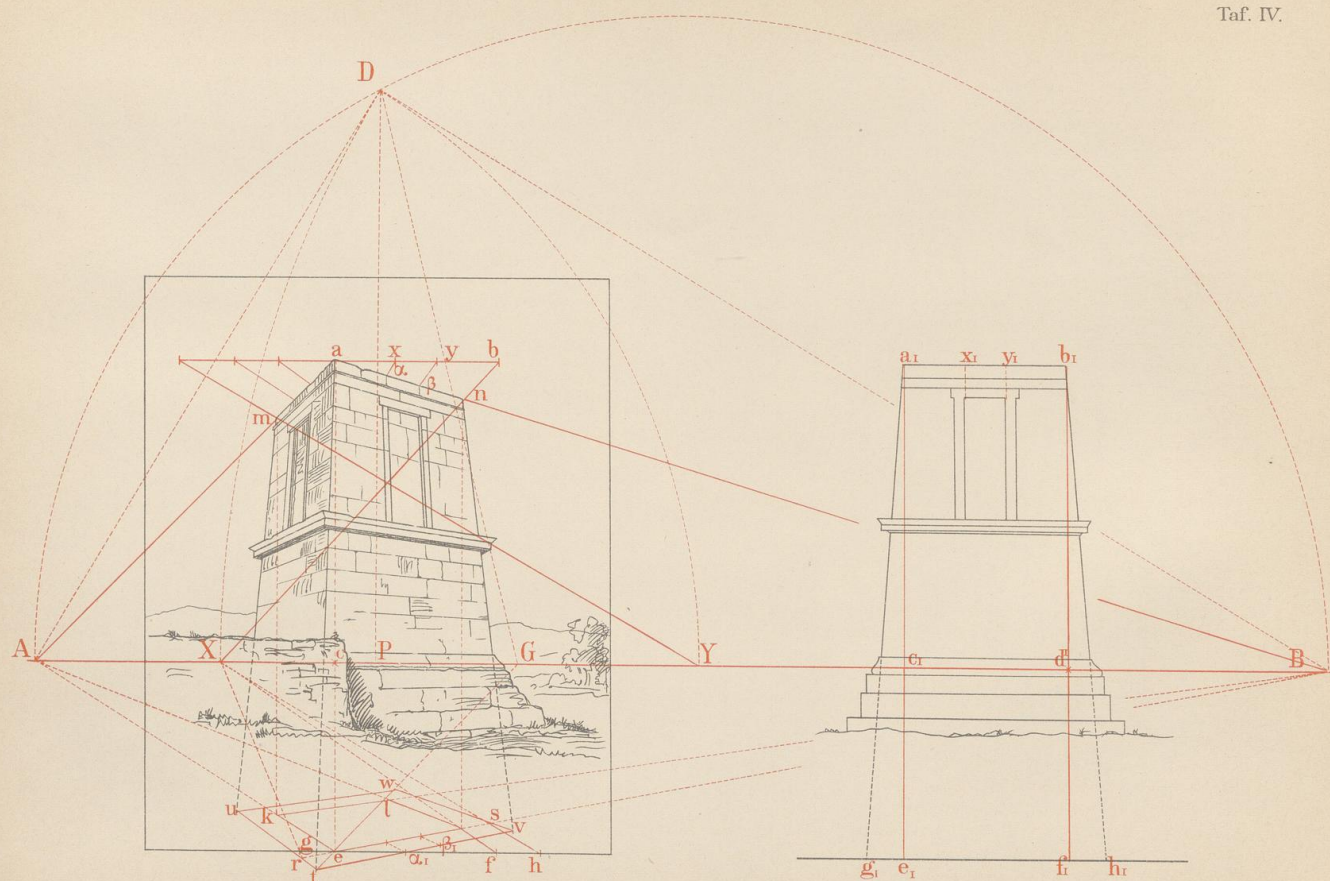 Taf. IV.
D
a x y b
α
β
n
m
a₁ x₁ y₁ b₁
A X c P G Y c₁ d¹ B
w
u k l s
v
g β₁
r e α₁ f h
g₁ e₁ f₁ h₁